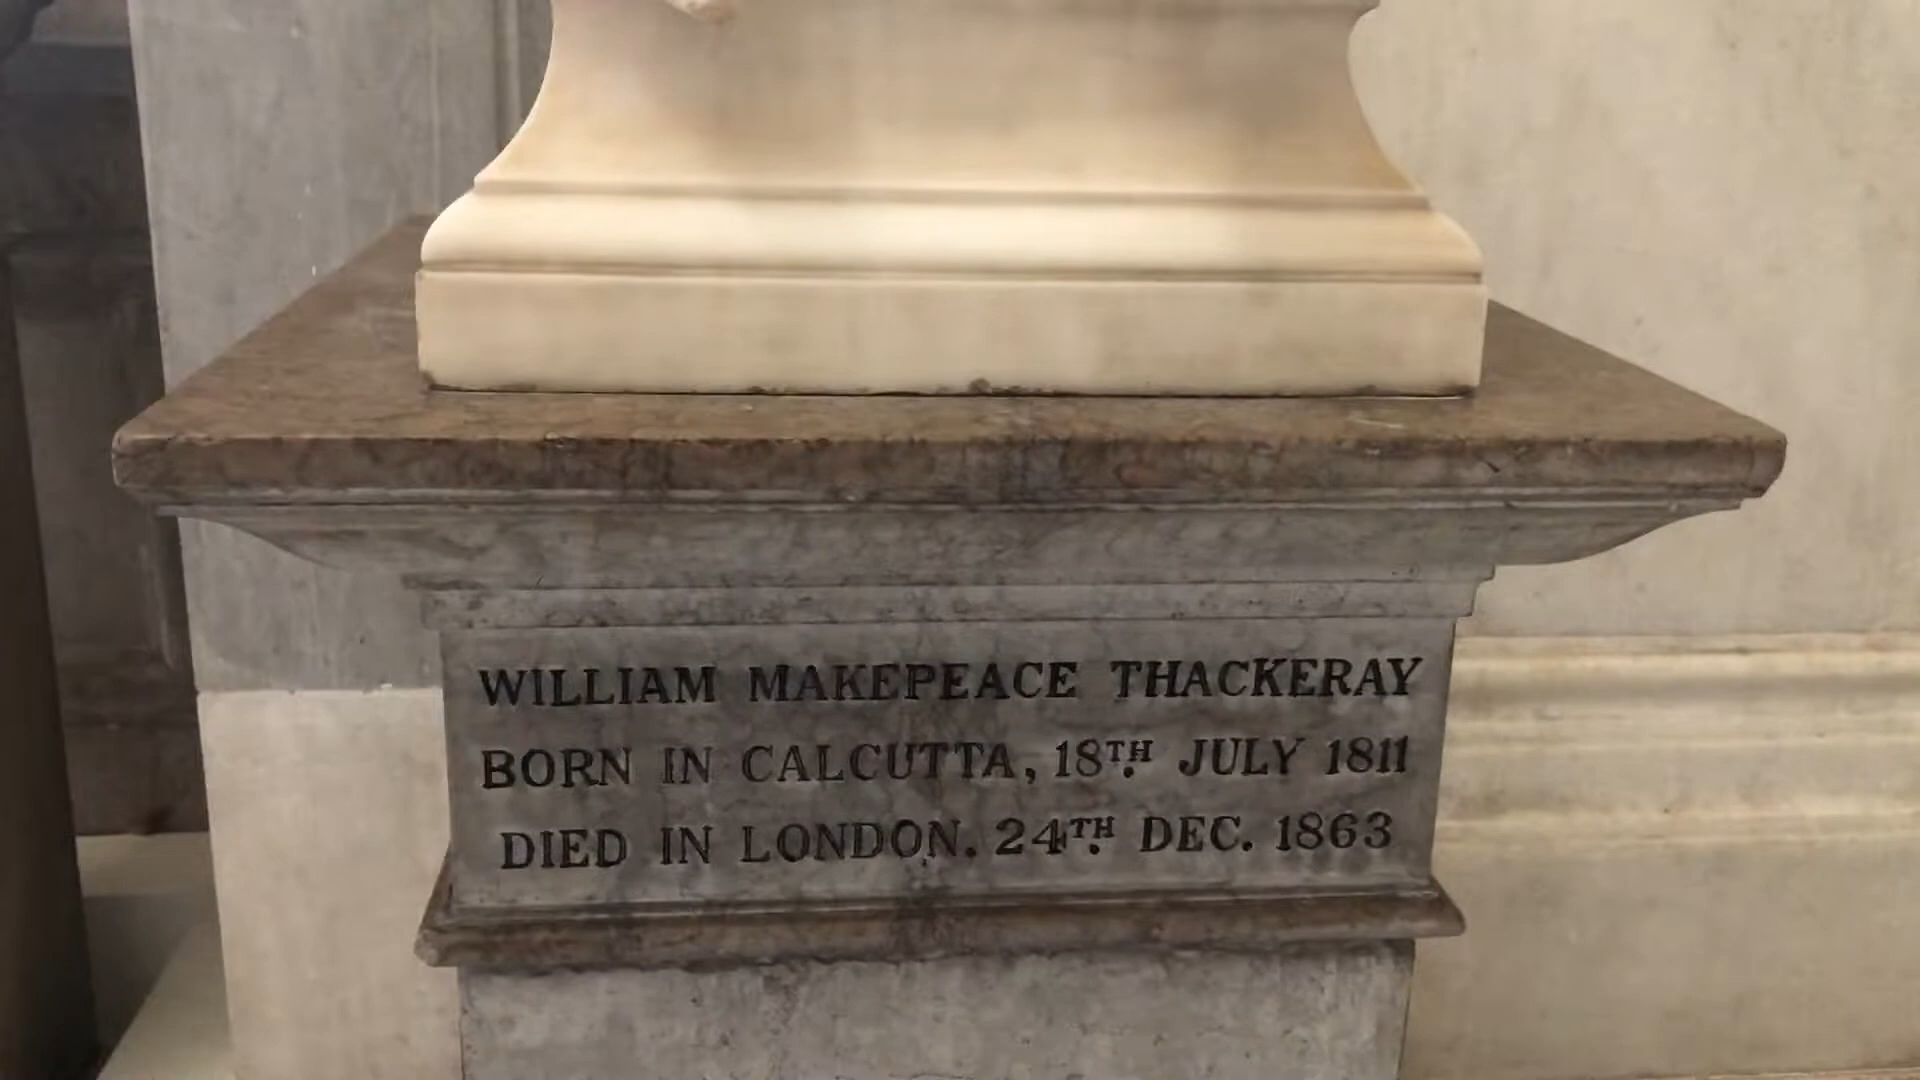 WILLIAM MAKEPEACE THACKERAY
BORN IN CALCUTTA, 18TH JULY 1811
DIED IN LONDON. 24TH DEC. 1863